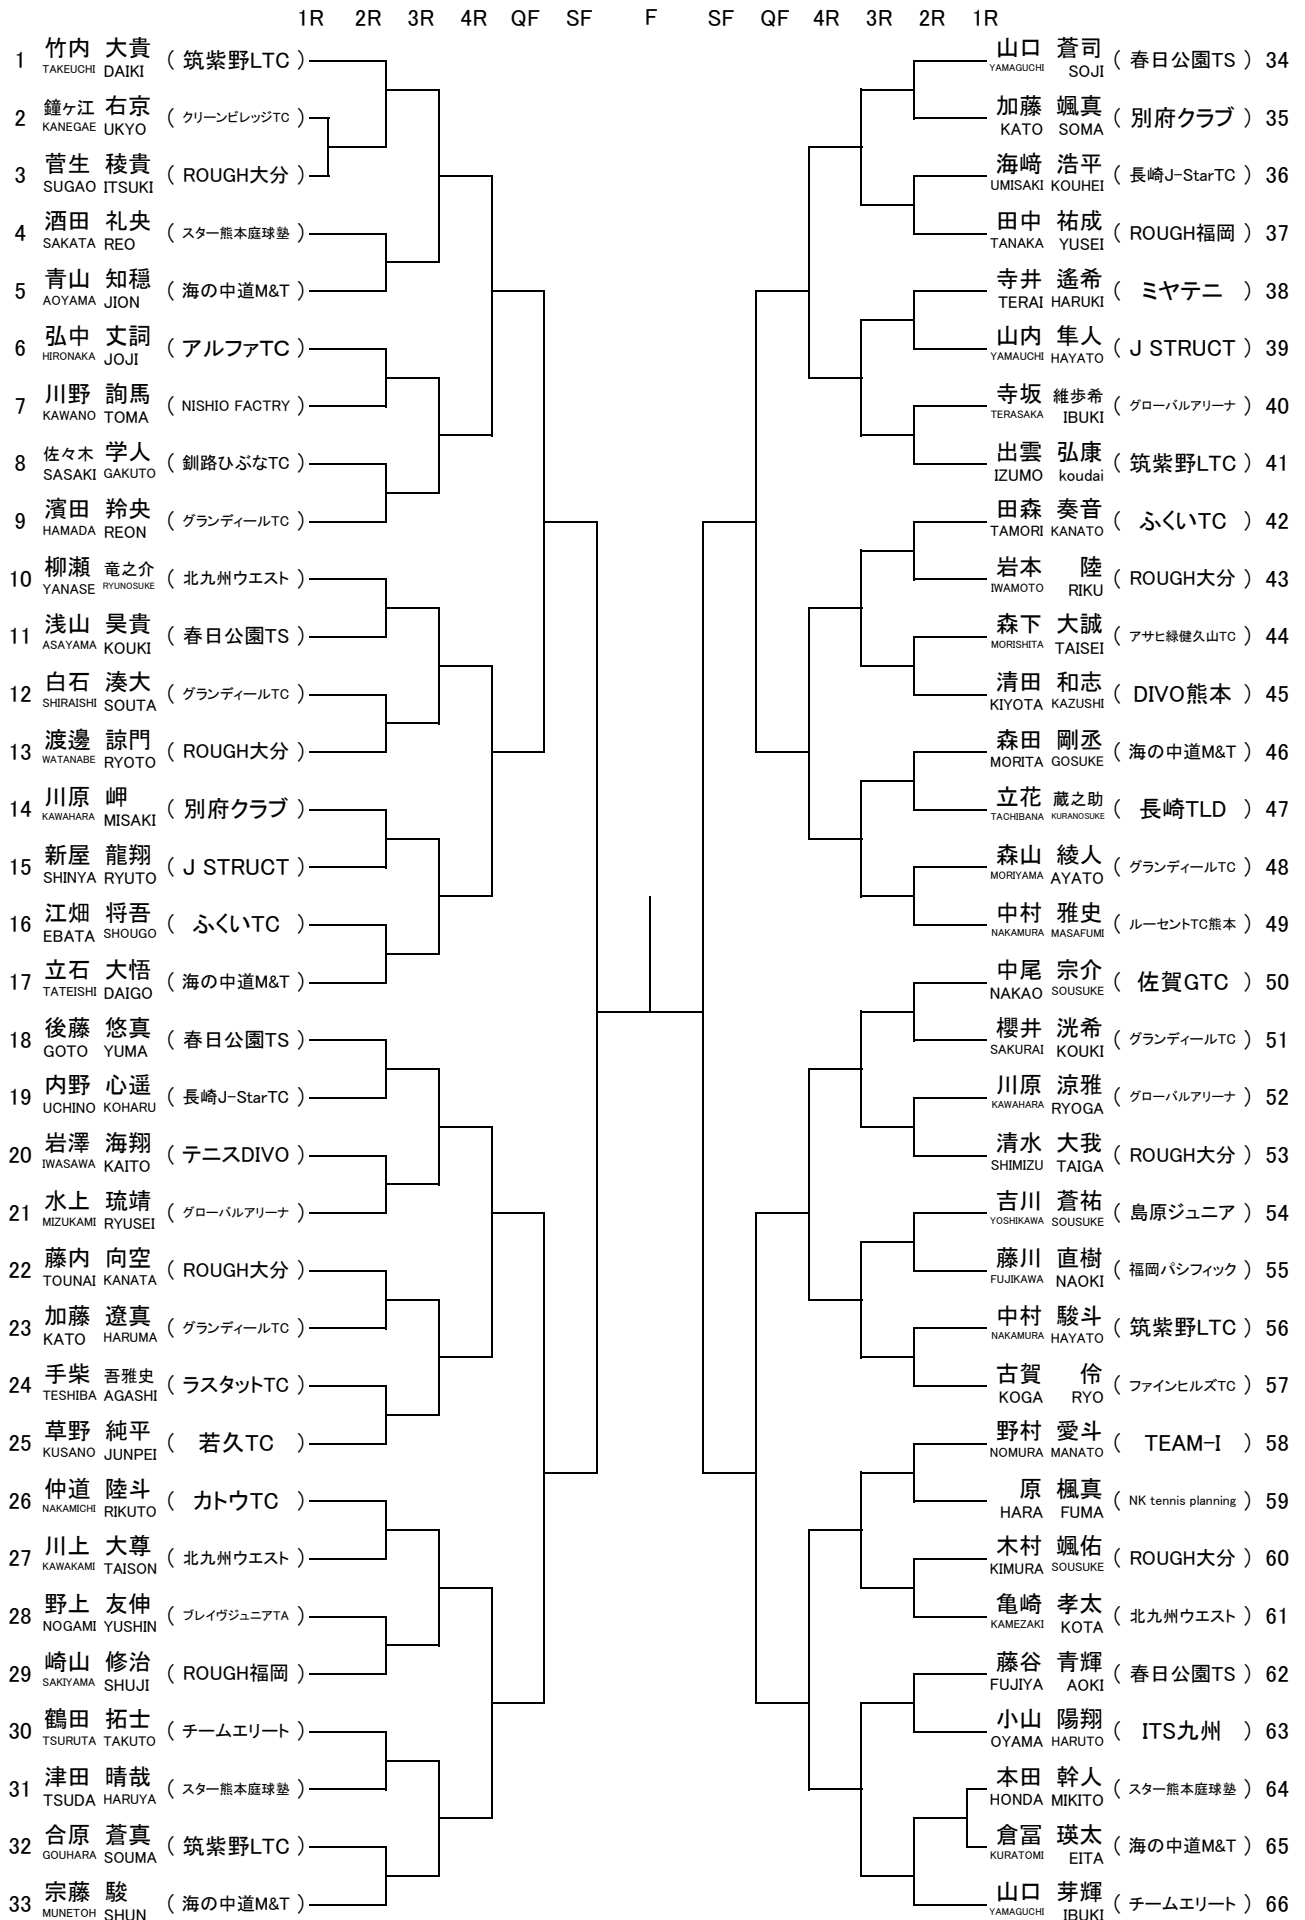 1R 2R 3R 4R QF SF F SF QF 4R 3R 2R 1R
1 竹内 大貴 ( 筑紫野LTC )
TAKEUCHI DAIKI
2 鐘ヶ江 右京 ( クリーンビレッジTC )
KANEGAE UKYO
3 菅生 稜貴 ( ROUGH大分 )
SUGAO ITSUKI
4 酒田 礼央 ( スター熊本庭球塾 )
SAKATA REO
5 青山 知穏 ( 海の中道M&T )
AOYAMA JION
6 弘中 丈詞 ( アルファTC )
HIRONAKA JOJI
7 川野 詢馬 ( NISHIO FACTRY )
KAWANO TOMA
8 佐々木 学人 ( 釧路ひぶなTC )
SASAKI GAKUTO
9 濱田 羚央 ( グランディールTC )
HAMADA REON
10 柳瀬 竜之介 ( 北九州ウエスト )
YANASE RYUNOSUKE
11 浅山 昊貴 ( 春日公園TS )
ASAYAMA KOUKI
12 白石 湊大 ( グランディールTC )
SHIRAISHI SOUTA
13 渡邊 諒門 ( ROUGH大分 )
WATANABE RYOTO
14 川原 岬 ( 別府クラブ )
KAWAHARA MISAKI
15 新屋 龍翔 ( J STRUCT )
SHINYA RYUTO
16 江畑 将吾 ( ふくいTC )
EBATA SHOUGO
17 立石 大悟 ( 海の中道M&T )
TATEISHI DAIGO
18 後藤 悠真 ( 春日公園TS )
GOTO YUMA
19 内野 心遥 ( 長崎J-StarTC )
UCHINO KOHARU
20 岩澤 海翔 ( テニスDIVO )
IWASAWA KAITO
21 水上 琉靖 ( グローバルアリーナ )
MIZUKAMI RYUSEI
22 藤内 向空 ( ROUGH大分 )
TOUNAI KANATA
23 加藤 遼真 ( グランディールTC )
KATO HARUMA
24 手柴 吾雅史 ( ラスタットTC )
TESHIBA AGASHI
25 草野 純平 ( 若久TC )
KUSANO JUNPEI
26 仲道 陸斗 ( カトウTC )
NAKAMICHI RIKUTO
27 川上 大尊 ( 北九州ウエスト )
KAWAKAMI TAISON
28 野上 友伸 ( ブレイヴジュニアTA )
NOGAMI YUSHIN
29 崎山 修治 ( ROUGH福岡 )
SAKIYAMA SHUJI
30 鶴田 拓士 ( チームエリート )
TSURUTA TAKUTO
31 津田 晴哉 ( スター熊本庭球塾 )
TSUDA HARUYA
32 合原 蒼真 ( 筑紫野LTC )
GOUHARA SOUMA
33 宗藤 駿 ( 海の中道M&T )
MUNETOH SHUN
山口 蒼司 ( 春日公園TS ) 34
YAMAGUCHI SOJI
加藤 颯真 ( 別府クラブ ) 35
KATO SOMA
海﨑 浩平 ( 長崎J-StarTC ) 36
UMISAKI KOUHEI
田中 祐成 ( ROUGH福岡 ) 37
TANAKA YUSEI
寺井 遙希 ( ミヤテニ ) 38
TERAI HARUKI
山内 隼人 ( J STRUCT ) 39
YAMAUCHI HAYATO
寺坂 維歩希 ( グローバルアリーナ ) 40
TERASAKA IBUKI
出雲 弘康 ( 筑紫野LTC ) 41
IZUMO koudai
田森 奏音 ( ふくいTC ) 42
TAMORI KANATO
岩本 陸 ( ROUGH大分 ) 43
IWAMOTO RIKU
森下 大誠 ( アサヒ緑健久山TC ) 44
MORISHITA TAISEI
清田 和志 ( DIVO熊本 ) 45
KIYOTA KAZUSHI
森田 剛丞 ( 海の中道M&T ) 46
MORITA GOSUKE
立花 蔵之助 ( 長崎TLD ) 47
TACHIBANA KURANOSUKE
森山 綾人 ( グランディールTC ) 48
MORIYAMA AYATO
中村 雅史 ( ルーセントTC熊本 ) 49
NAKAMURA MASAFUMI
中尾 宗介 ( 佐賀GTC ) 50
NAKAO SOUSUKE
櫻井 洸希 ( グランディールTC ) 51
SAKURAI KOUKI
川原 涼雅 ( グローバルアリーナ ) 52
KAWAHARA RYOGA
清水 大我 ( ROUGH大分 ) 53
SHIMIZU TAIGA
吉川 蒼祐 ( 島原ジュニア ) 54
YOSHIKAWA SOUSUKE
藤川 直樹 ( 福岡パシフィック ) 55
FUJIKAWA NAOKI
中村 駿斗 ( 筑紫野LTC ) 56
NAKAMURA HAYATO
古賀 伶 ( ファインヒルズTC ) 57
KOGA RYO
野村 愛斗 ( TEAM-I ) 58
NOMURA MANATO
原 楓真 ( NK tennis planning ) 59
HARA FUMA
木村 颯佑 ( ROUGH大分 ) 60
KIMURA SOUSUKE
亀崎 孝太 ( 北九州ウエスト ) 61
KAMEZAKI KOTA
藤谷 青輝 ( 春日公園TS ) 62
FUJIYA AOKI
小山 陽翔 ( ITS九州 ) 63
OYAMA HARUTO
本田 幹人 ( スター熊本庭球塾 ) 64
HONDA MIKITO
倉冨 瑛太 ( 海の中道M&T ) 65
KURATOMI EITA
山口 芽輝 ( チームエリート ) 66
YAMAGUCHI IBUKI